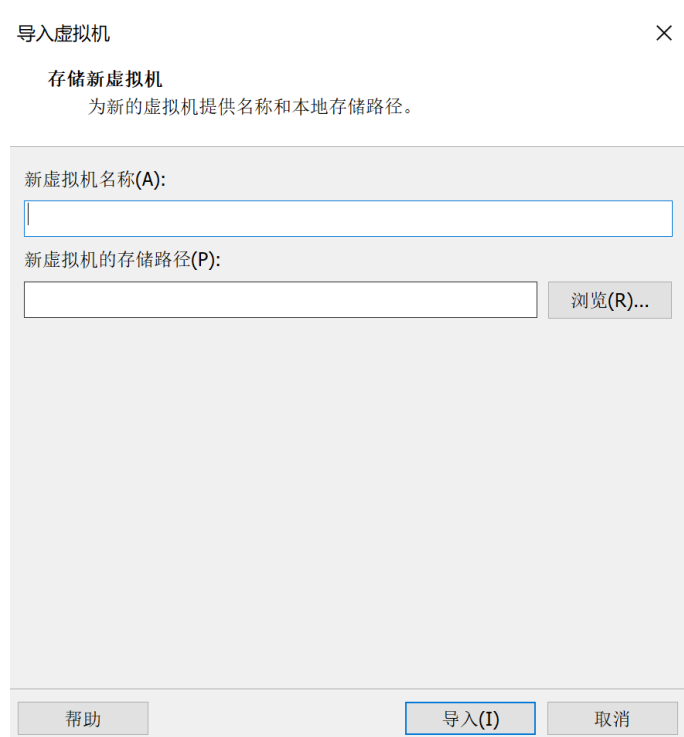 导入虚拟机
存储新虚拟机
为新的虚拟机提供名称和本地存储路径。
新虚拟机名称(A):
新虚拟机的存储路径(P):
浏览(R)...
帮助
导入(I)
取消